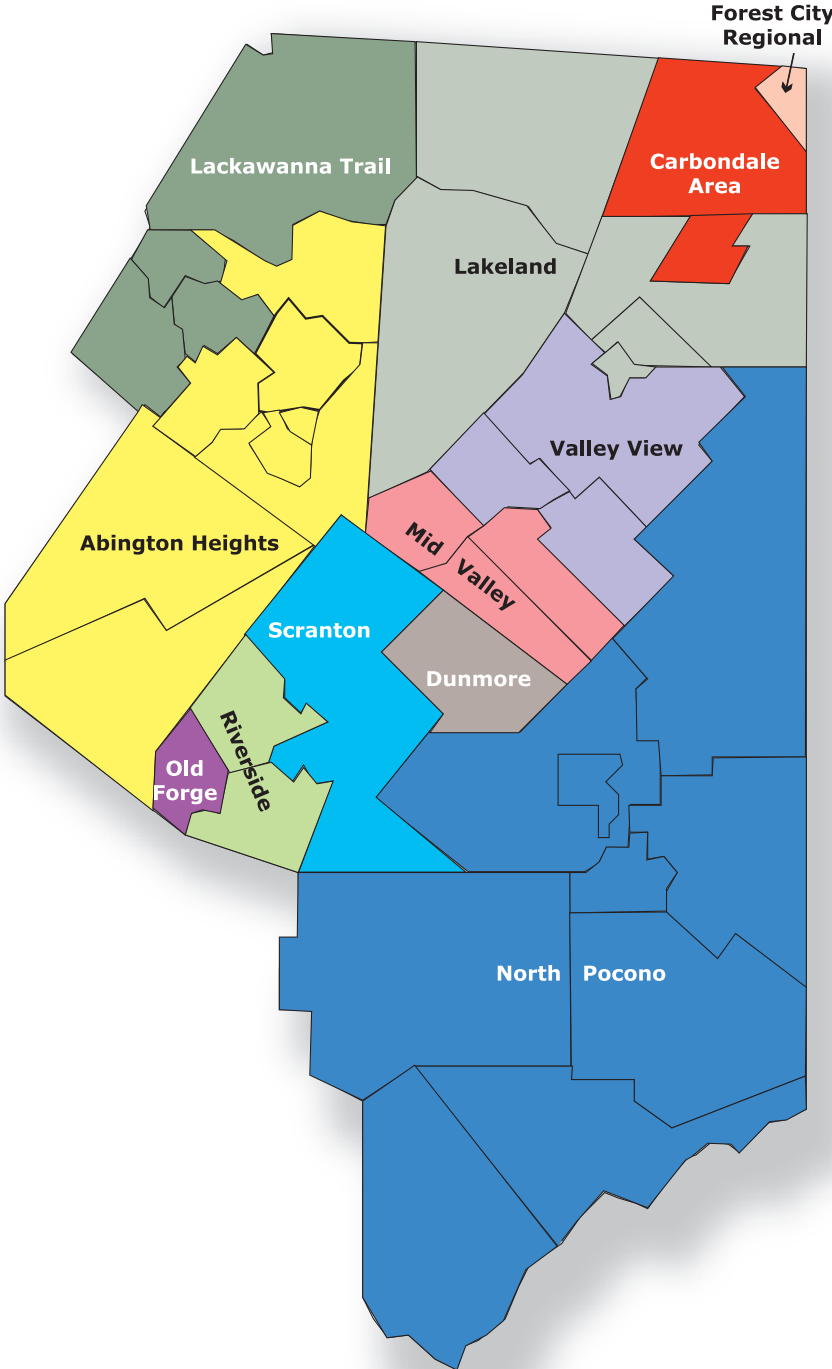 Forest City
Regional
Lackawanna Trail
Carbondale
Area
Lakeland
Valley View
Mid
Valley
Abington Heights
Scranton
Dunmore
Riverside
Old
Forge
North Pocono